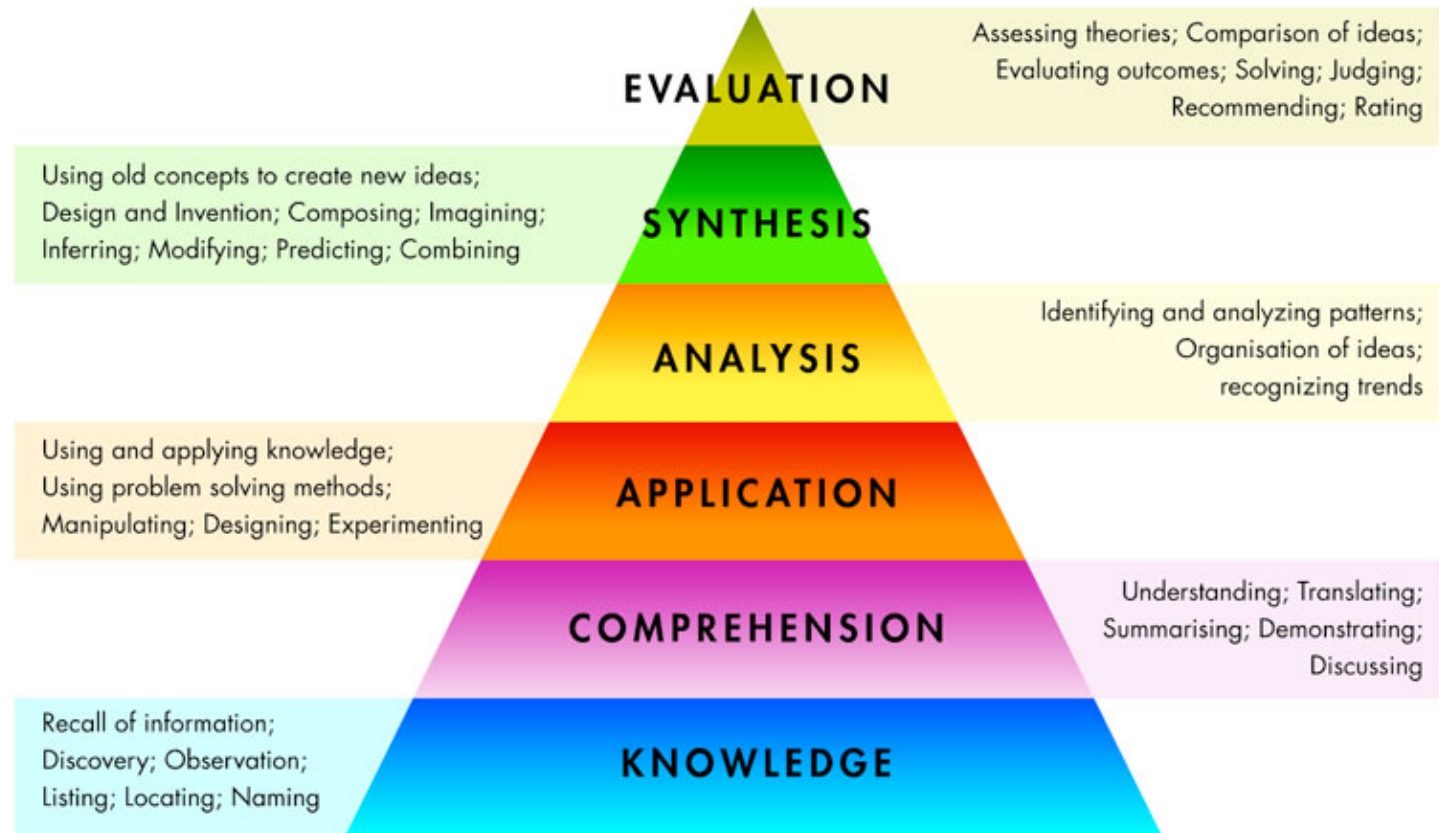 EVALUATION
Assessing theories; Comparison of ideas;
Evaluating outcomes; Solving; Judging;
Recommending; Rating
Using old concepts to create new ideas;
Design and Invention; Composing; Imagining;
Inferring; Modifying; Predicting; Combining
SYNTHESIS
ANALYSIS
Identifying and analyzing patterns;
Organisation of ideas;
recognizing trends
Using and applying knowledge;
Using problem solving methods;
Manipulating; Designing; Experimenting
APPLICATION
COMPREHENSION
Understanding; Translating;
Summarising; Demonstrating;
Discussing
Recall of information;
Discovery; Observation;
Listing; Locating; Naming
KNOWLEDGE